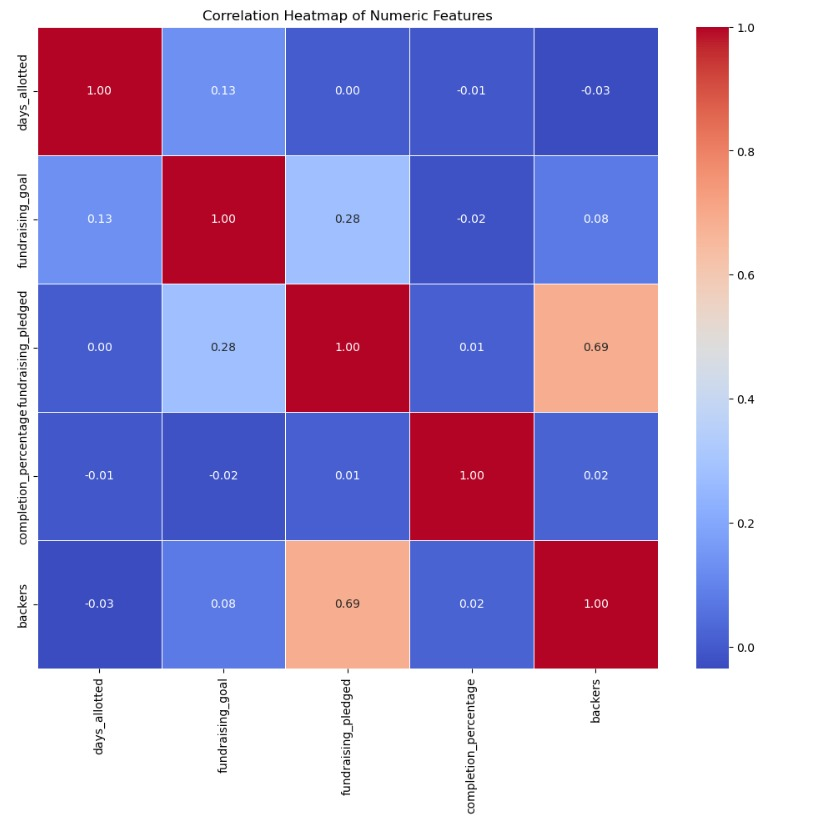 Correlation Heatmap of Numeric Features
days_allotted
1.00
0.13
0.00
-0.01
-0.03
fundraising_goal
0.13
1.00
0.28
-0.02
0.08
fundraising_pledged
0.00
0.28
1.00
0.01
0.69
completion_percentage
-0.01
-0.02
0.01
1.00
0.02
backers
-0.03
0.08
0.69
0.02
1.00
days_allotted
fundraising_goal
fundraising_pledged
completion_percentage
backers
1.0
0.8
0.6
0.4
0.2
0.0